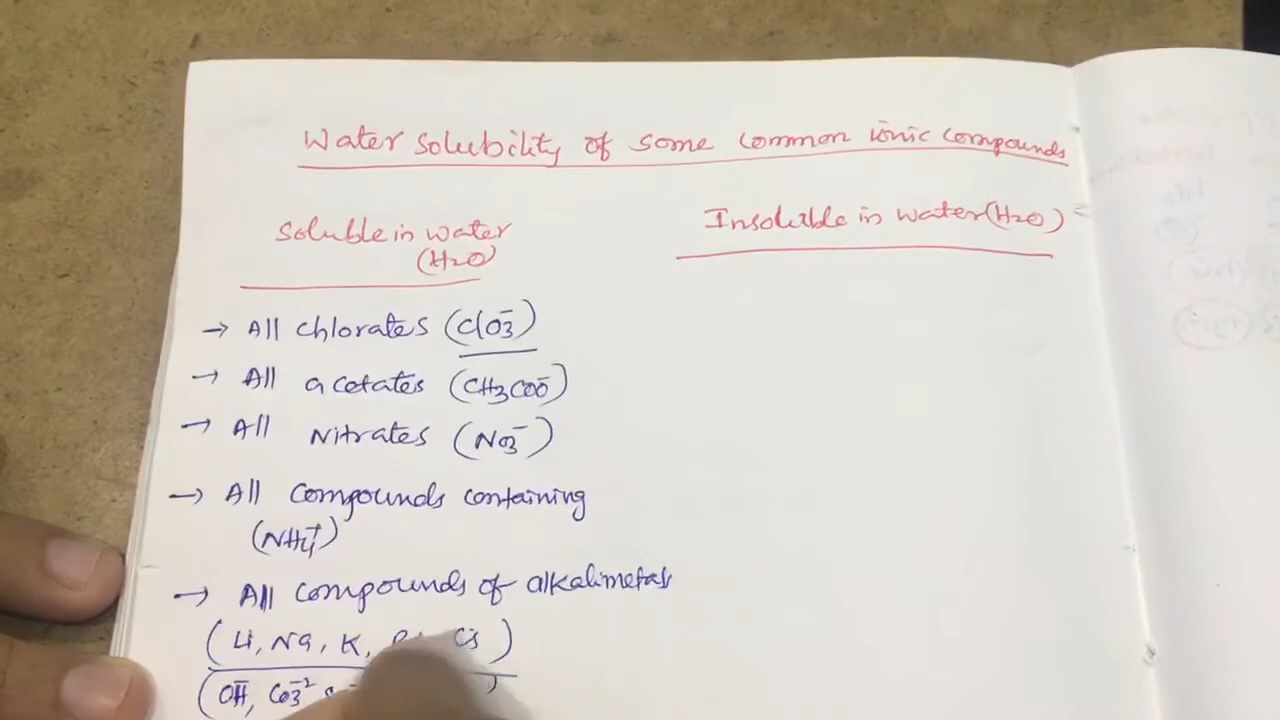 Water solubility of some common ionic compounds
Soluble in water
(H2O)
Insoluble in water (H2O)
→ All chlorates (ClO3⁻)
→ All acetates (CH3COO⁻)
→ All Nitrates (NO3⁻)
→ All compounds containing
(NH4⁺)
→ All compounds of alkalimetals
(Li, Na, K, Cs)
(OH⁻, CO3⁻²